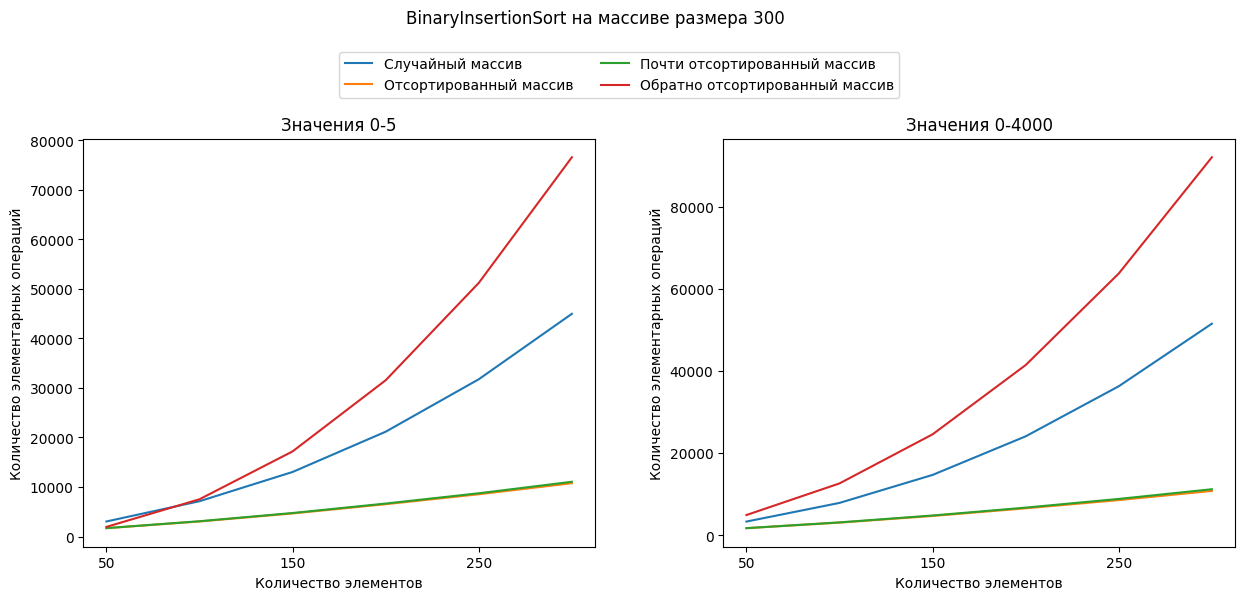 BinaryInsertionSort на массиве размера 300
Случайный массив
Отсортированный массив
Почти отсортированный массив
Обратно отсортированный массив
Значения 0-5
Количество элементарных операций
80000
70000
60000
50000
40000
30000
20000
10000
0
50
150
250
Количество элементов
Значения 0-4000
Количество элементарных операций
80000
60000
40000
20000
0
50
150
250
Количество элементов